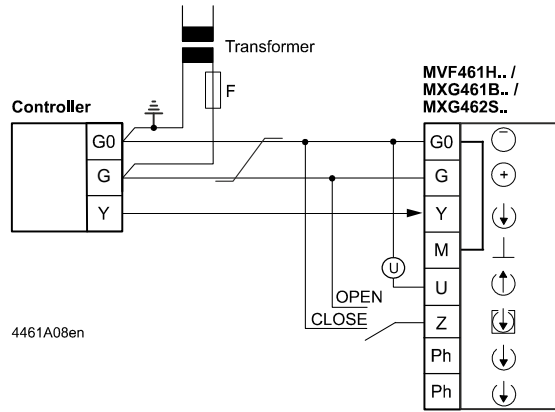 Transformer
F
MVF461H.. /
MXG461B.. /
MXG462S..
Controller
G0
G
Y
G0
G
Y
M
U
Z
Ph
Ph
U
OPEN
CLOSE
4461A08en